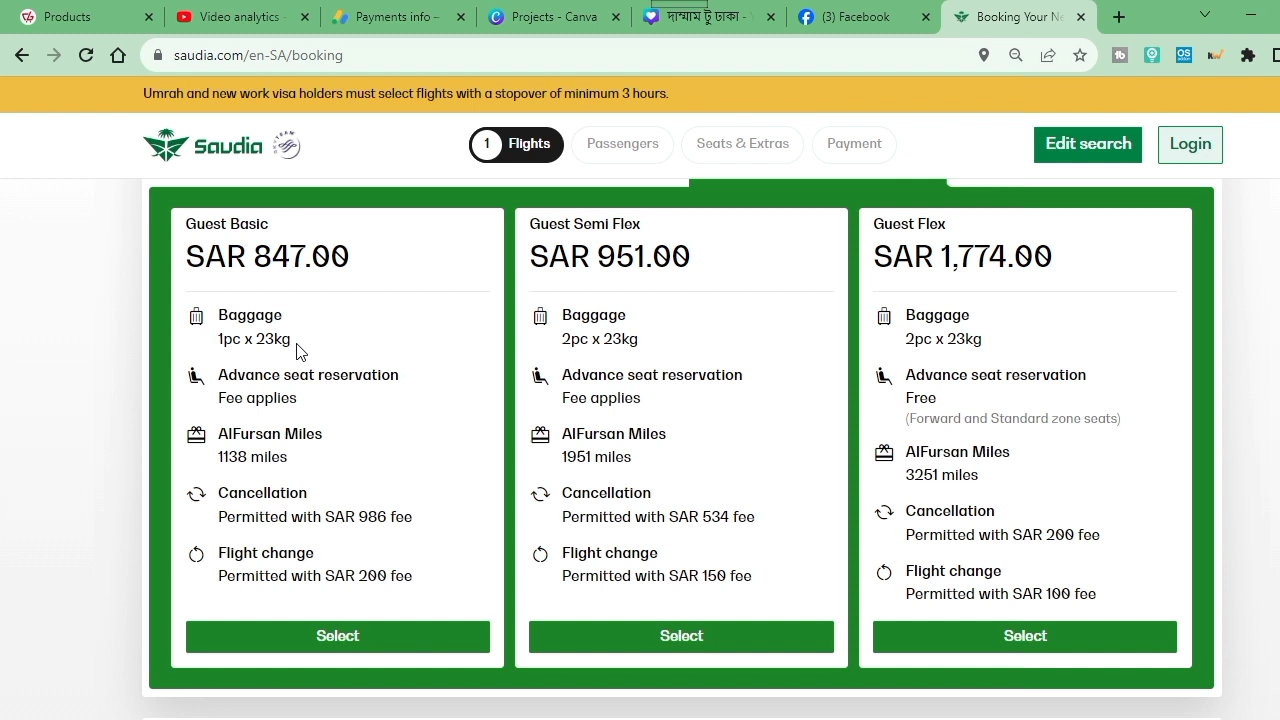 Products
Video analytics -
Payments info –
Projects - Canva
দাম্মাম টু ঢাকা -
(3) Facebook
Booking Your Ne
saudia.com/en-SA/booking
Umrah and new work visa holders must select flights with a stopover of minimum 3 hours.
Saudia
1 Flights
Passengers
Seats & Extras
Payment
Edit search
Login
Guest Basic
SAR 847.00
Baggage
1pc x 23kg
Advance seat reservation
Fee applies
AlFursan Miles
1138 miles
Cancellation
Permitted with SAR 986 fee
Flight change
Permitted with SAR 200 fee
Select
Guest Semi Flex
SAR 951.00
Baggage
2pc x 23kg
Advance seat reservation
Fee applies
AlFursan Miles
1951 miles
Cancellation
Permitted with SAR 534 fee
Flight change
Permitted with SAR 150 fee
Select
Guest Flex
SAR 1,774.00
Baggage
2pc x 23kg
Advance seat reservation
Free
(Forward and Standard zone seats)
AlFursan Miles
3251 miles
Cancellation
Permitted with SAR 200 fee
Flight change
Permitted with SAR 100 fee
Select